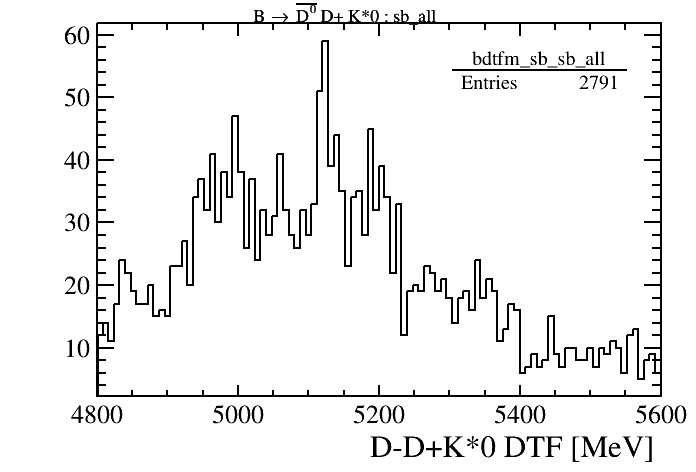 B → D̅⁰ D+ K*0 : sb_all
bdtfm_sb_sb_all
Entries 2791
60
50
40
30
20
10
4800 5000 5200 5400 5600
D-D+K*0 DTF [MeV]